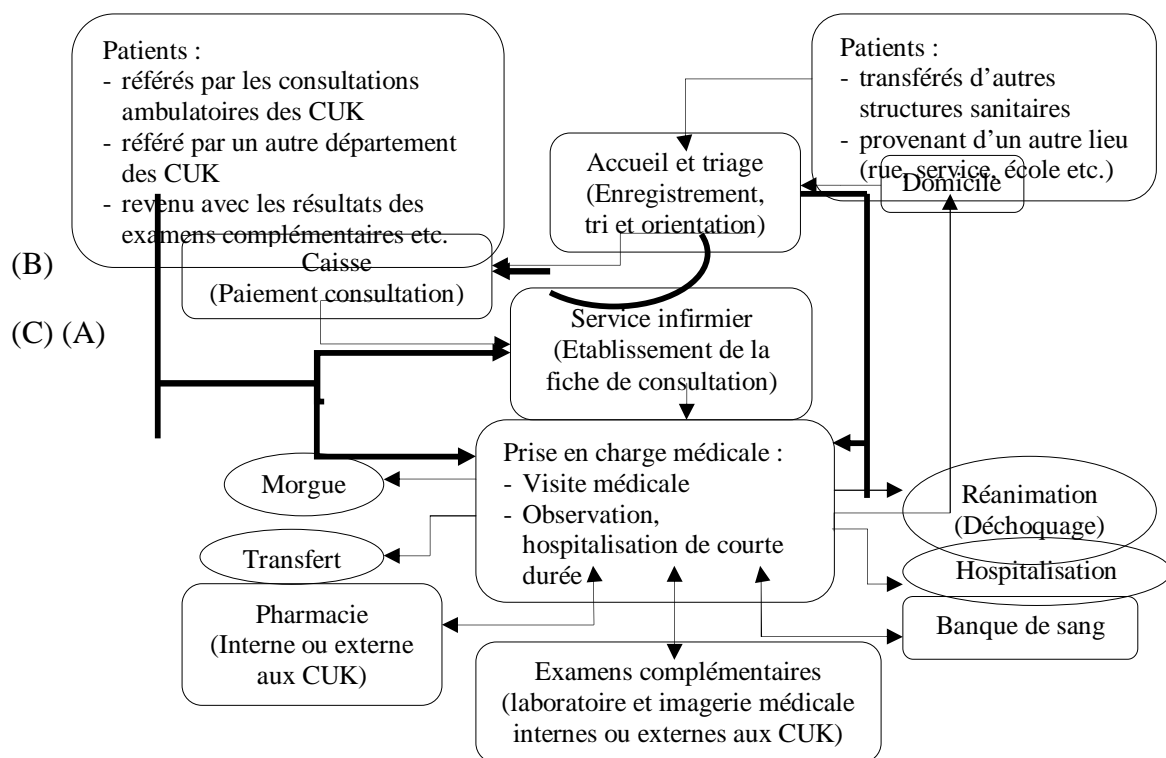 Patients :
- référés par les consultations
ambulatoires des CUK
- référé par un autre département
des CUK
- revenu avec les résultats des
examens complémentaires etc.
Patients :
- transférés d’autres
structures sanitaires
- provenant d’un autre lieu
(rue, service, école etc.)
Accueil et triage
(Enregistrement,
tri et orientation)
Domicile
(B)
Caisse
(Paiement consultation)
(C) (A)
Service infirmier
(Etablissement de la
fiche de consultation)
Prise en charge médicale :
- Visite médicale
- Observation,
hospitalisation de courte
durée
Morgue
Transfert
Réanimation
(Déchoquage)
Hospitalisation
Pharmacie
(Interne ou externe
aux CUK)
Banque de sang
Examens complémentaires
(laboratoire et imagerie médicale
internes ou externes aux CUK)